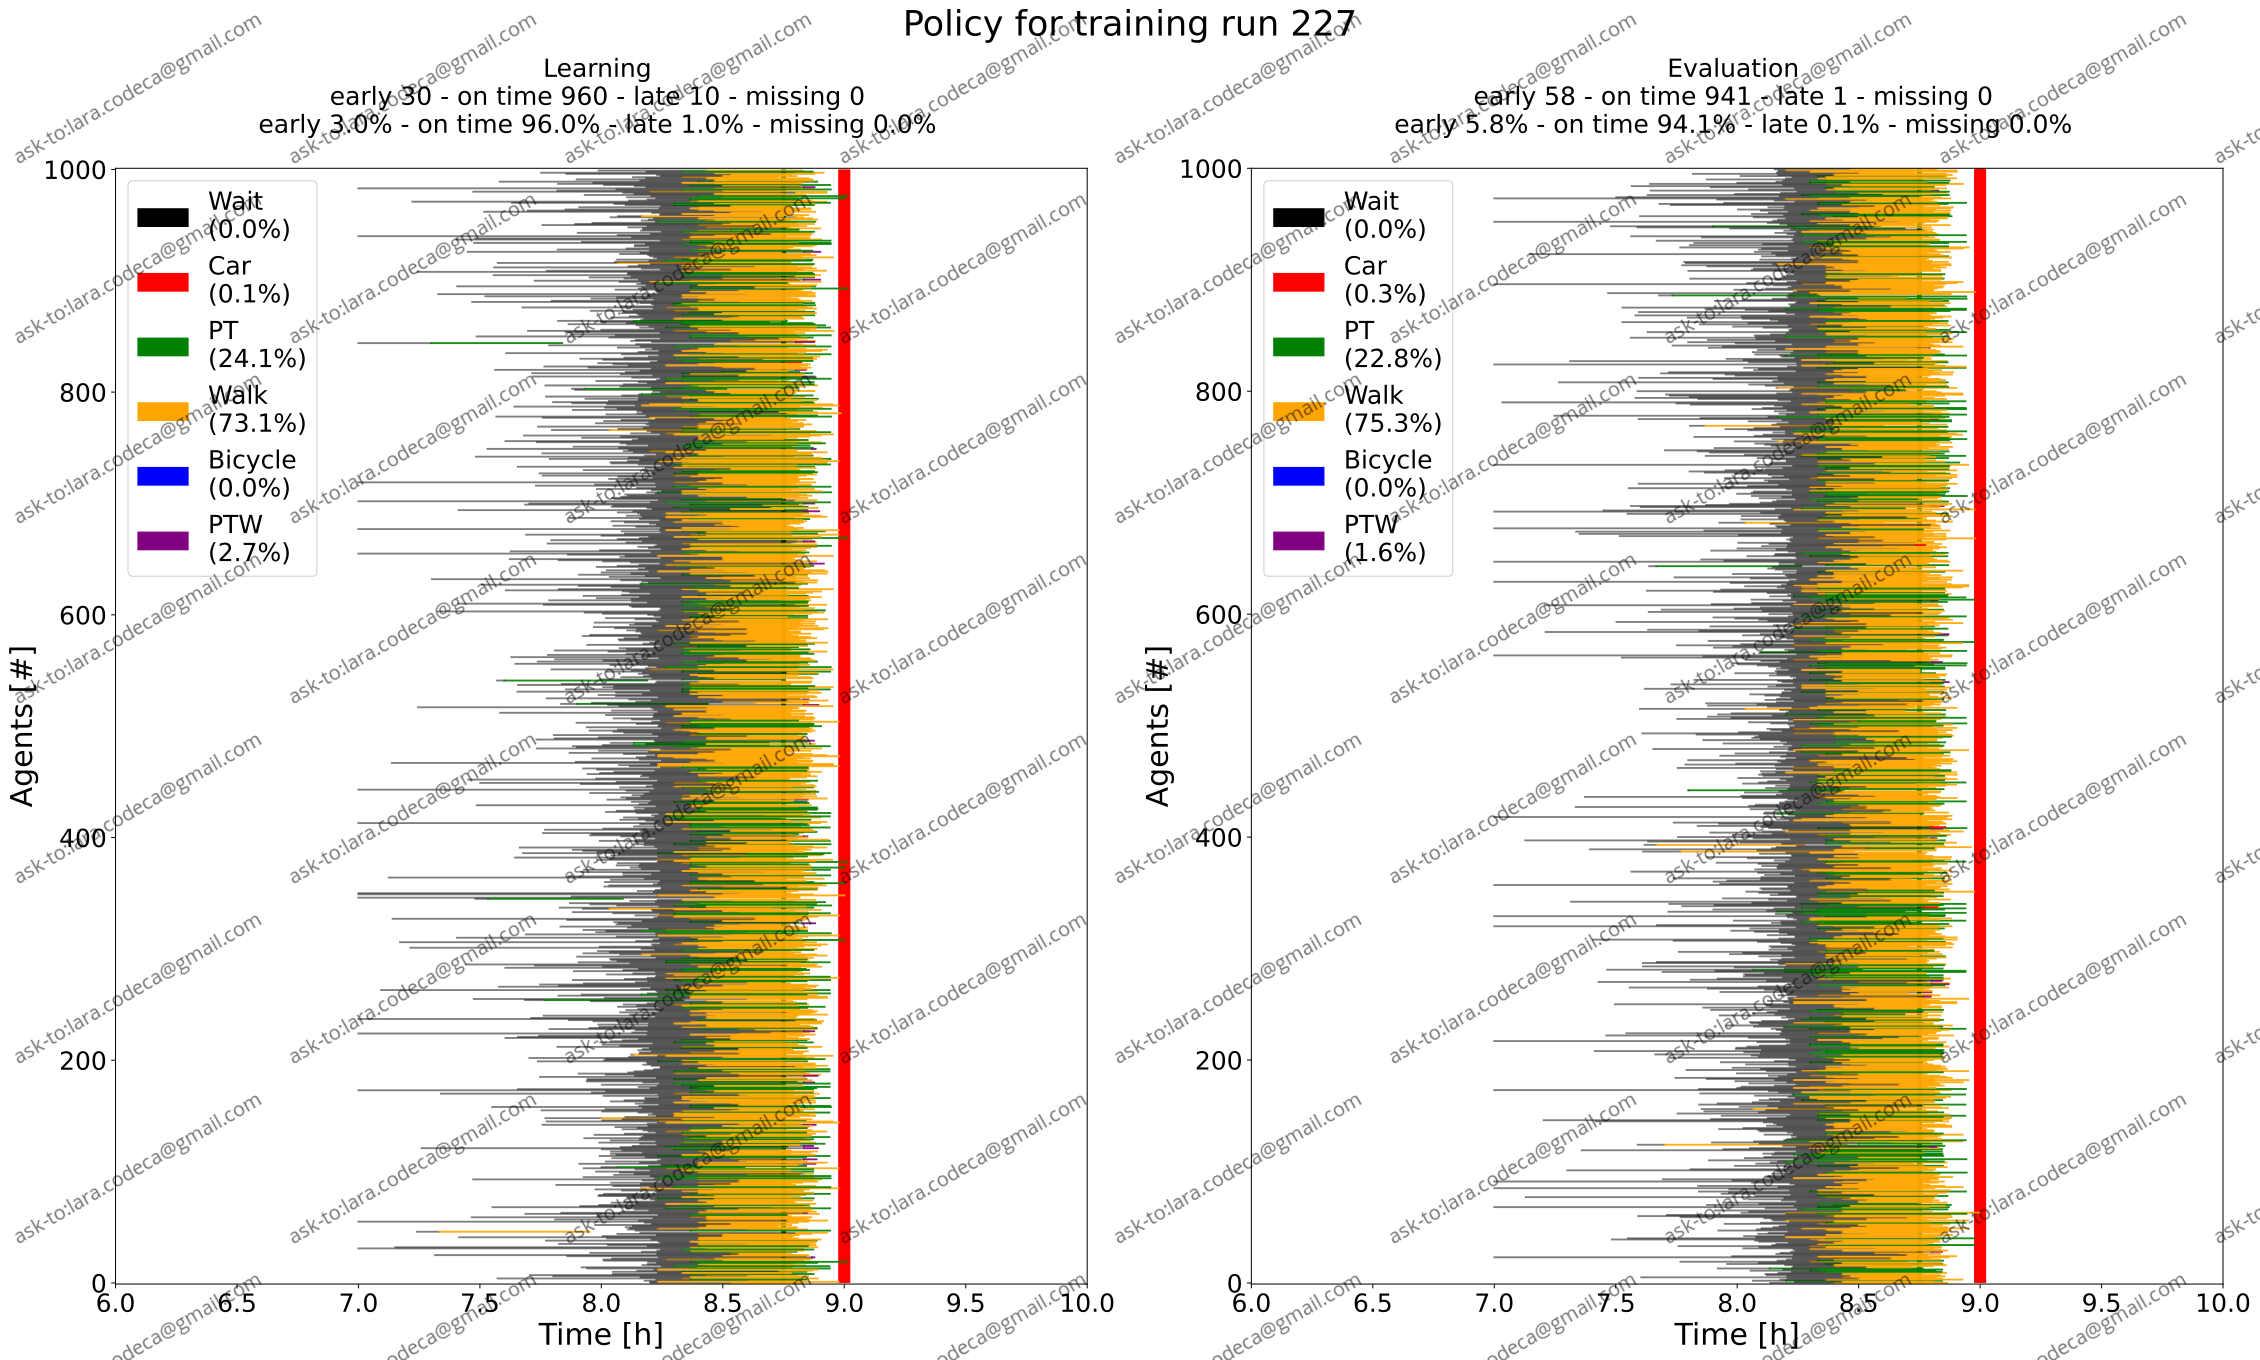 Policy for training run 227
Learning
early 30 - on time 960 - late 10 - missing 0
early 3.0% - on time 96.0% - late 1.0% - missing 0.0%
1000
800
600
400
200
0
Agents [#]
Wait
(0.0%)
Car
(0.1%)
PT
(24.1%)
Walk
(73.1%)
Bicycle
(0.0%)
PTW
(2.7%)
6.0 6.5 7.0 7.5 8.0 8.5 9.0 9.5 10.0
Time [h]
Evaluation
early 58 - on time 941 - late 1 - missing 0
early 5.8% - on time 94.1% - late 0.1% - missing 0.0%
1000
800
600
400
200
0
Agents [#]
Wait
(0.0%)
Car
(0.3%)
PT
(22.8%)
Walk
(75.3%)
Bicycle
(0.0%)
PTW
(1.6%)
6.0 6.5 7.0 7.5 8.0 8.5 9.0 9.5 10.0
Time [h]
ask-to:lara.codeca@gmail.com